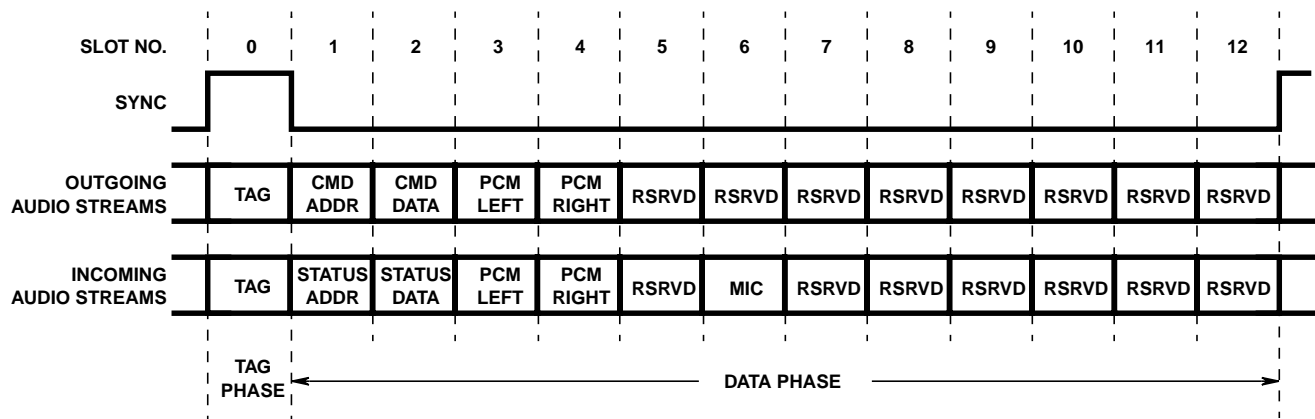 SLOT NO. 0 1 2 3 4 5 6 7 8 9 10 11 12
SYNC
OUTGOING
AUDIO STREAMS
TAG
CMD
ADDR
CMD
DATA
PCM
LEFT
PCM
RIGHT
RSRVD RSRVD RSRVD RSRVD RSRVD RSRVD RSRVD RSRVD
INCOMING
AUDIO STREAMS
TAG
STATUS
ADDR
STATUS
DATA
PCM
LEFT
PCM
RIGHT
RSRVD MIC RSRVD RSRVD RSRVD RSRVD RSRVD RSRVD
TAG
PHASE
DATA PHASE